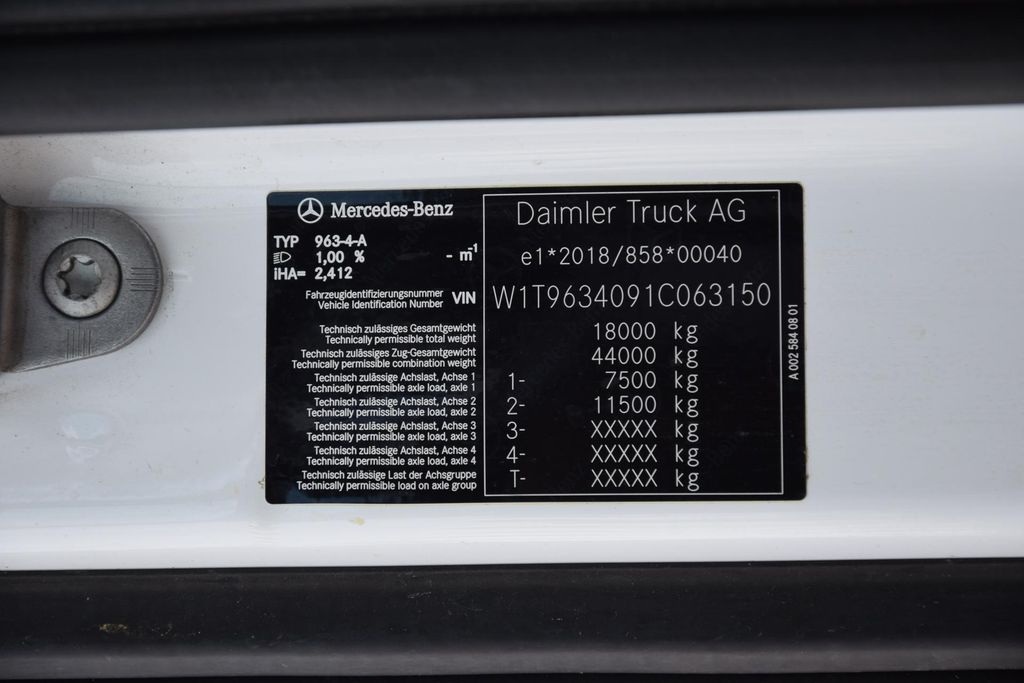 Mercedes-Benz
Daimler Truck AG
TYP 963-4-A
1,00 % - m-1
iHA= 2,412
e1*2018/858*00040
Fahrzeugidentifizierungsnummer
Vehicle Identification Number VIN W1T9634091C063150
Technisch zulässiges Gesamtgewicht
Technically permissible total weight 18000 kg
Technisch zulässiges Zug-Gesamtgewicht
Technically permissible combination weight 44000 kg
Technisch zulässige Achslast, Achse 1
Technically permissible axle load, axle 1 1- 7500 kg
Technisch zulässige Achslast, Achse 2
Technically permissible axle load, axle 2 2- 11500 kg
Technisch zulässige Achslast, Achse 3
Technically permissible axle load, axle 3 3- XXXXX kg
Technisch zulässige Achslast, Achse 4
Technically permissible axle load, axle 4 4- XXXXX kg
Technisch zulässige Last der Achsgruppe
Technically permissible load on axle group T- XXXXX kg
A 002 584 08 01